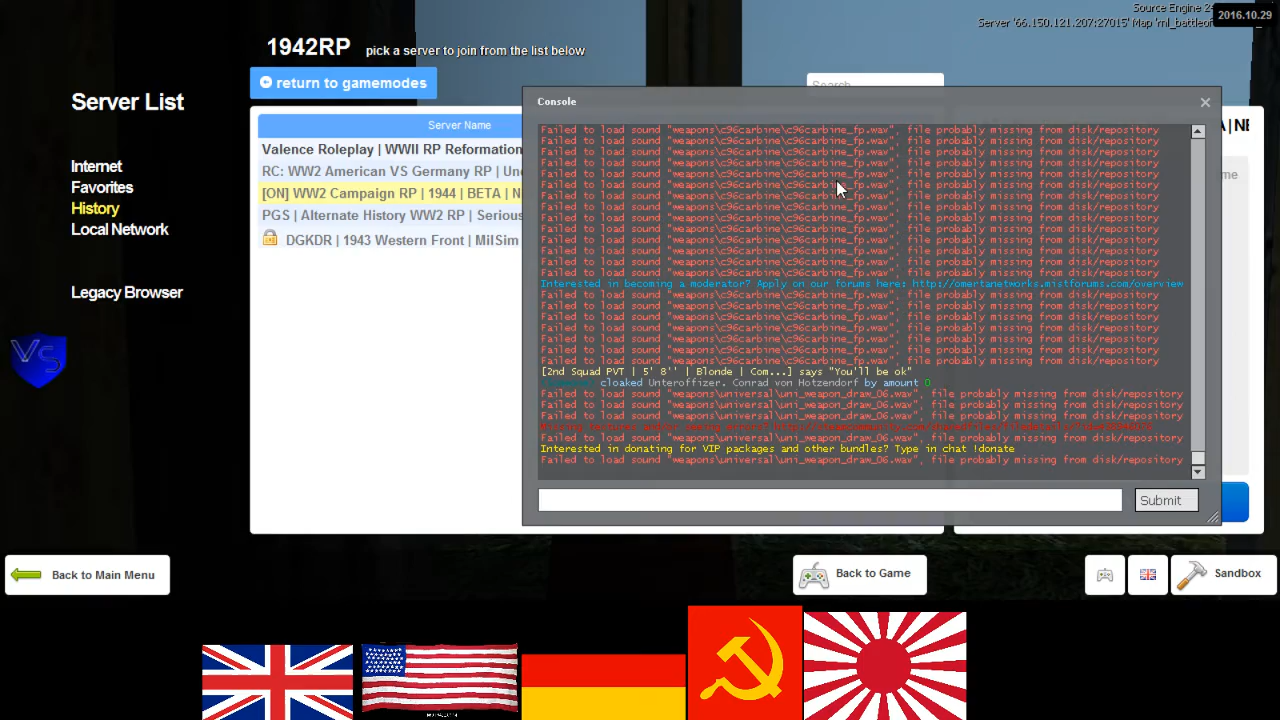 Source Engine 2
2016.10.29
Server '66.150.121.207:27015' Map 'ml_battleof
1942RP pick a server to join from the list below
return to gamemodes
Search
Server List
Console
Server Name
Failed to load sound "weapons\c96carbine\c96carbine_fp.wav", file probably missing from disk/repository
Failed to load sound "weapons\c96carbine\c96carbine_fp.wav", file probably missing from disk/repository
Failed to load sound "weapons\c96carbine\c96carbine_fp.wav", file probably missing from disk/repository
Failed to load sound "weapons\c96carbine\c96carbine_fp.wav", file probably missing from disk/repository
Failed to load sound "weapons\c96carbine\c96carbine_fp.wav", file probably missing from disk/repository
Failed to load sound "weapons\c96carbine\c96carbine_fp.wav", file probably missing from disk/repository
Failed to load sound "weapons\c96carbine\c96carbine_fp.wav", file probably missing from disk/repository
Failed to load sound "weapons\c96carbine\c96carbine_fp.wav", file probably missing from disk/repository
Failed to load sound "weapons\c96carbine\c96carbine_fp.wav", file probably missing from disk/repository
Failed to load sound "weapons\c96carbine\c96carbine_fp.wav", file probably missing from disk/repository
Failed to load sound "weapons\c96carbine\c96carbine_fp.wav", file probably missing from disk/repository
Failed to load sound "weapons\c96carbine\c96carbine_fp.wav", file probably missing from disk/repository
Failed to load sound "weapons\c96carbine\c96carbine_fp.wav", file probably missing from disk/repository
Failed to load sound "weapons\c96carbine\c96carbine_fp.wav", file probably missing from disk/repository
Interested in becoming a moderator? Apply on our forums here: http://omertanetworks.mistforums.com/overview
Failed to load sound "weapons\c96carbine\c96carbine_fp.wav", file probably missing from disk/repository
Failed to load sound "weapons\c96carbine\c96carbine_fp.wav", file probably missing from disk/repository
Failed to load sound "weapons\c96carbine\c96carbine_fp.wav", file probably missing from disk/repository
Failed to load sound "weapons\c96carbine\c96carbine_fp.wav", file probably missing from disk/repository
Failed to load sound "weapons\c96carbine\c96carbine_fp.wav", file probably missing from disk/repository
Failed to load sound "weapons\c96carbine\c96carbine_fp.wav", file probably missing from disk/repository
Failed to load sound "weapons\c96carbine\c96carbine_fp.wav", file probably missing from disk/repository
[2nd Squad PVT | 5' 8'' | Blonde | Com...] says "You'll be ok"
cloaked Unteroffizer. Conrad von Hotzendorf by amount 0
Failed to load sound "weapons\universal\uni_weapon_draw_06.wav", file probably missing from disk/repository
Failed to load sound "weapons\universal\uni_weapon_draw_06.wav", file probably missing from disk/repository
Failed to load sound "weapons\universal\uni_weapon_draw_06.wav", file probably missing from disk/repository
Missing textures and/or seeing errors?
Failed to load sound "weapons\universal\uni_weapon_draw_06.wav", file probably missing from disk/repository
Interested in donating for VIP packages and other bundles? Type in chat !donate
Failed to load sound "weapons\universal\uni_weapon_draw_06.wav", file probably missing from disk/repository
Submit
Valence Roleplay | WWII RP Reformation
RC: WW2 American VS Germany RP | Un
[ON] WW2 Campaign RP | 1944 | BETA | N
PGS | Alternate History WW2 RP | Serious
DGKDR | 1943 Western Front | MilSim
| NE
me
Internet
Favorites
History
Local Network
Legacy Browser
VS
Back to Main Menu
Back to Game
Sandbox